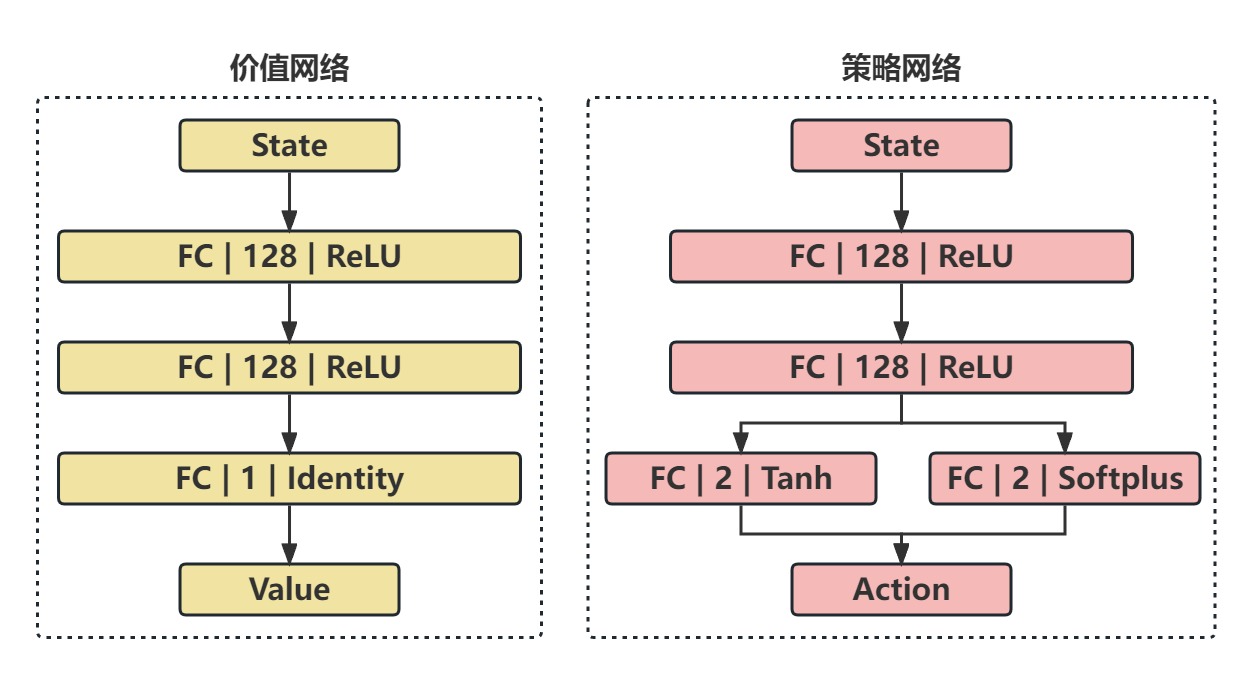 价值网络
State
FC | 128 | ReLU
FC | 128 | ReLU
FC | 1 | Identity
Value
策略网络
State
FC | 128 | ReLU
FC | 128 | ReLU
FC | 2 | Tanh
FC | 2 | Softplus
Action